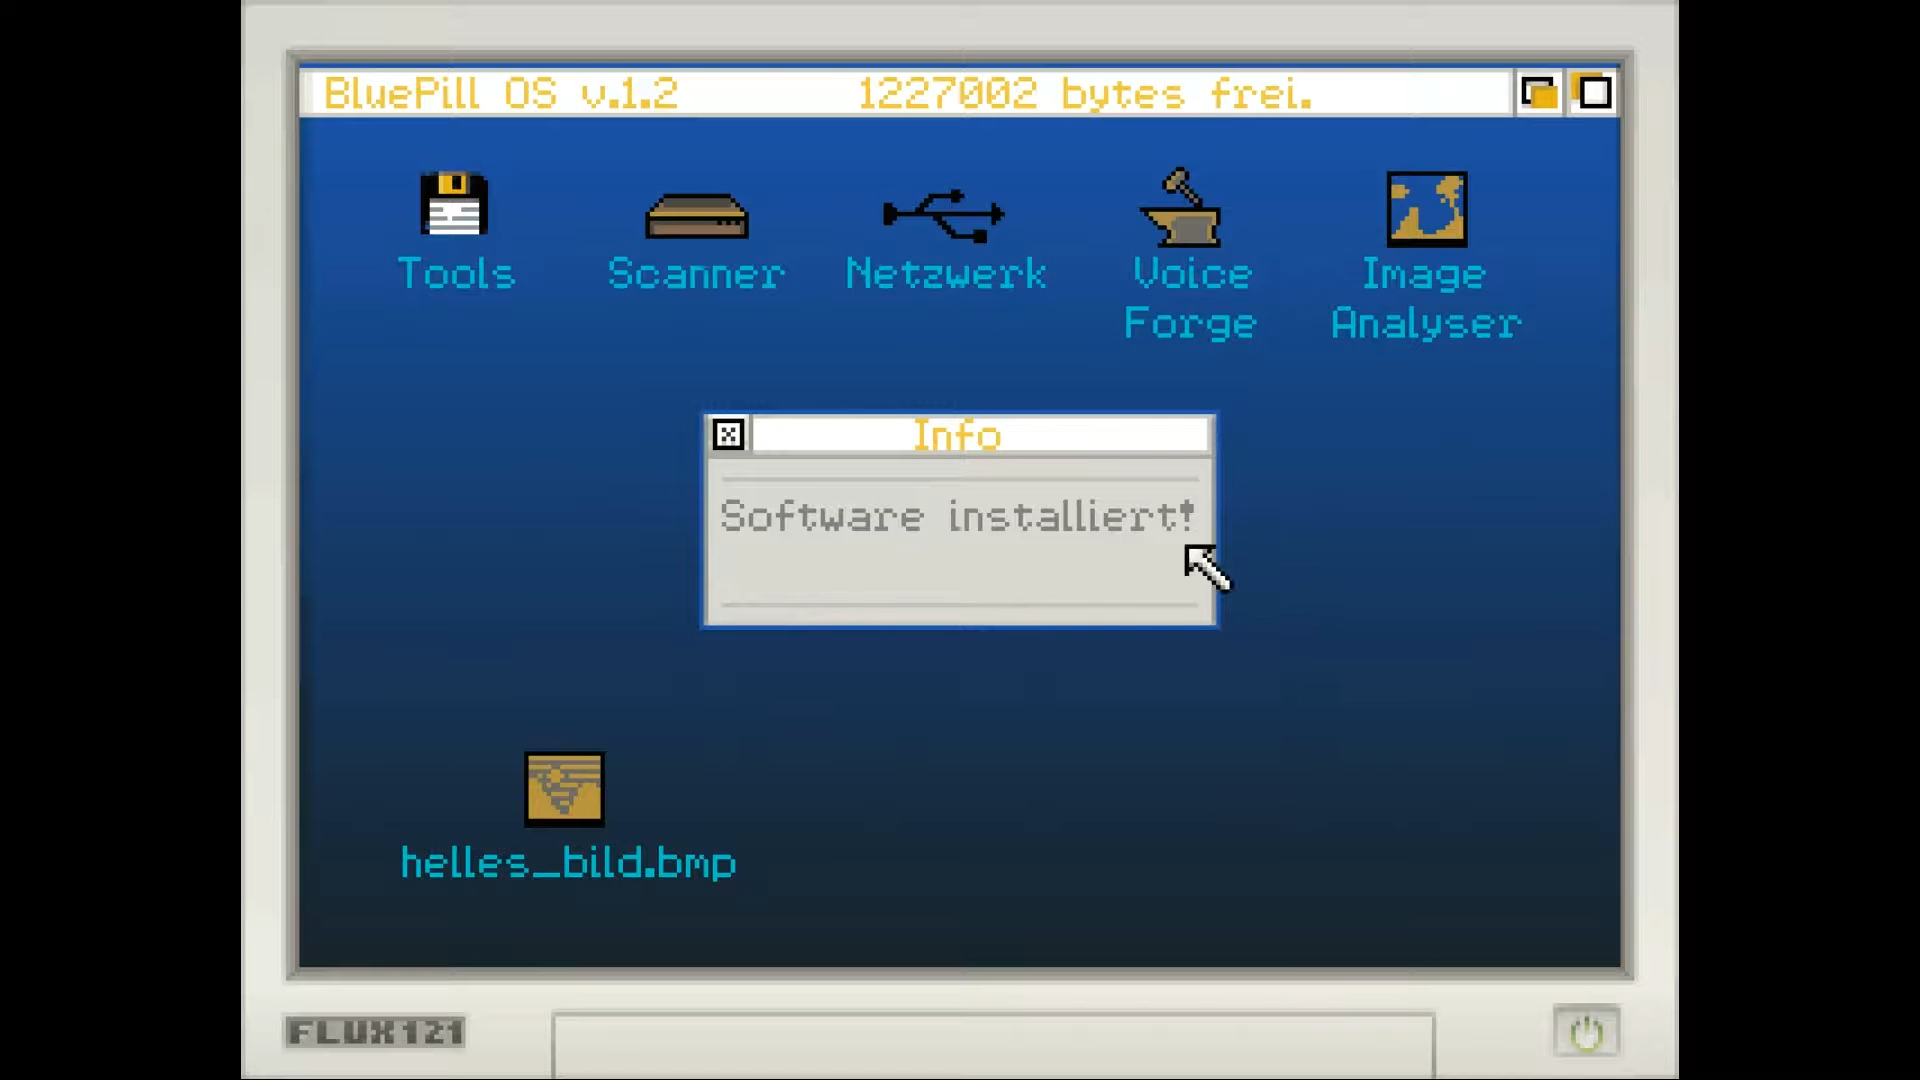 BluePill OS v.1.2 1227002 bytes frei.
Tools Scanner Netzwerk Voice Forge Image Analyser
Info
Software installiert!
helles_bild.bmp
FLUX121